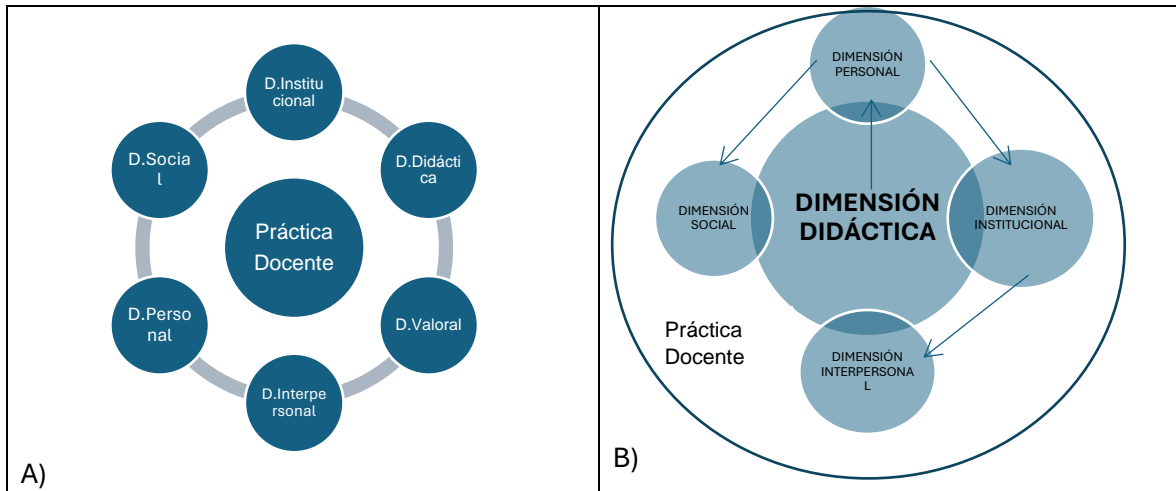 D.Institu
cional
D.Didácti
ca
D.Valoral
D.Interpe
rsonal
D.Perso
nal
D.Socia
l
Práctica
Docente
A)
DIMENSIÓN
PERSONAL
DIMENSIÓN
SOCIAL
DIMENSIÓN
DIDÁCTICA
DIMENSIÓN
INSTITUCIONAL
DIMENSIÓN
INTERPERSONA
L
Práctica
Docente
B)